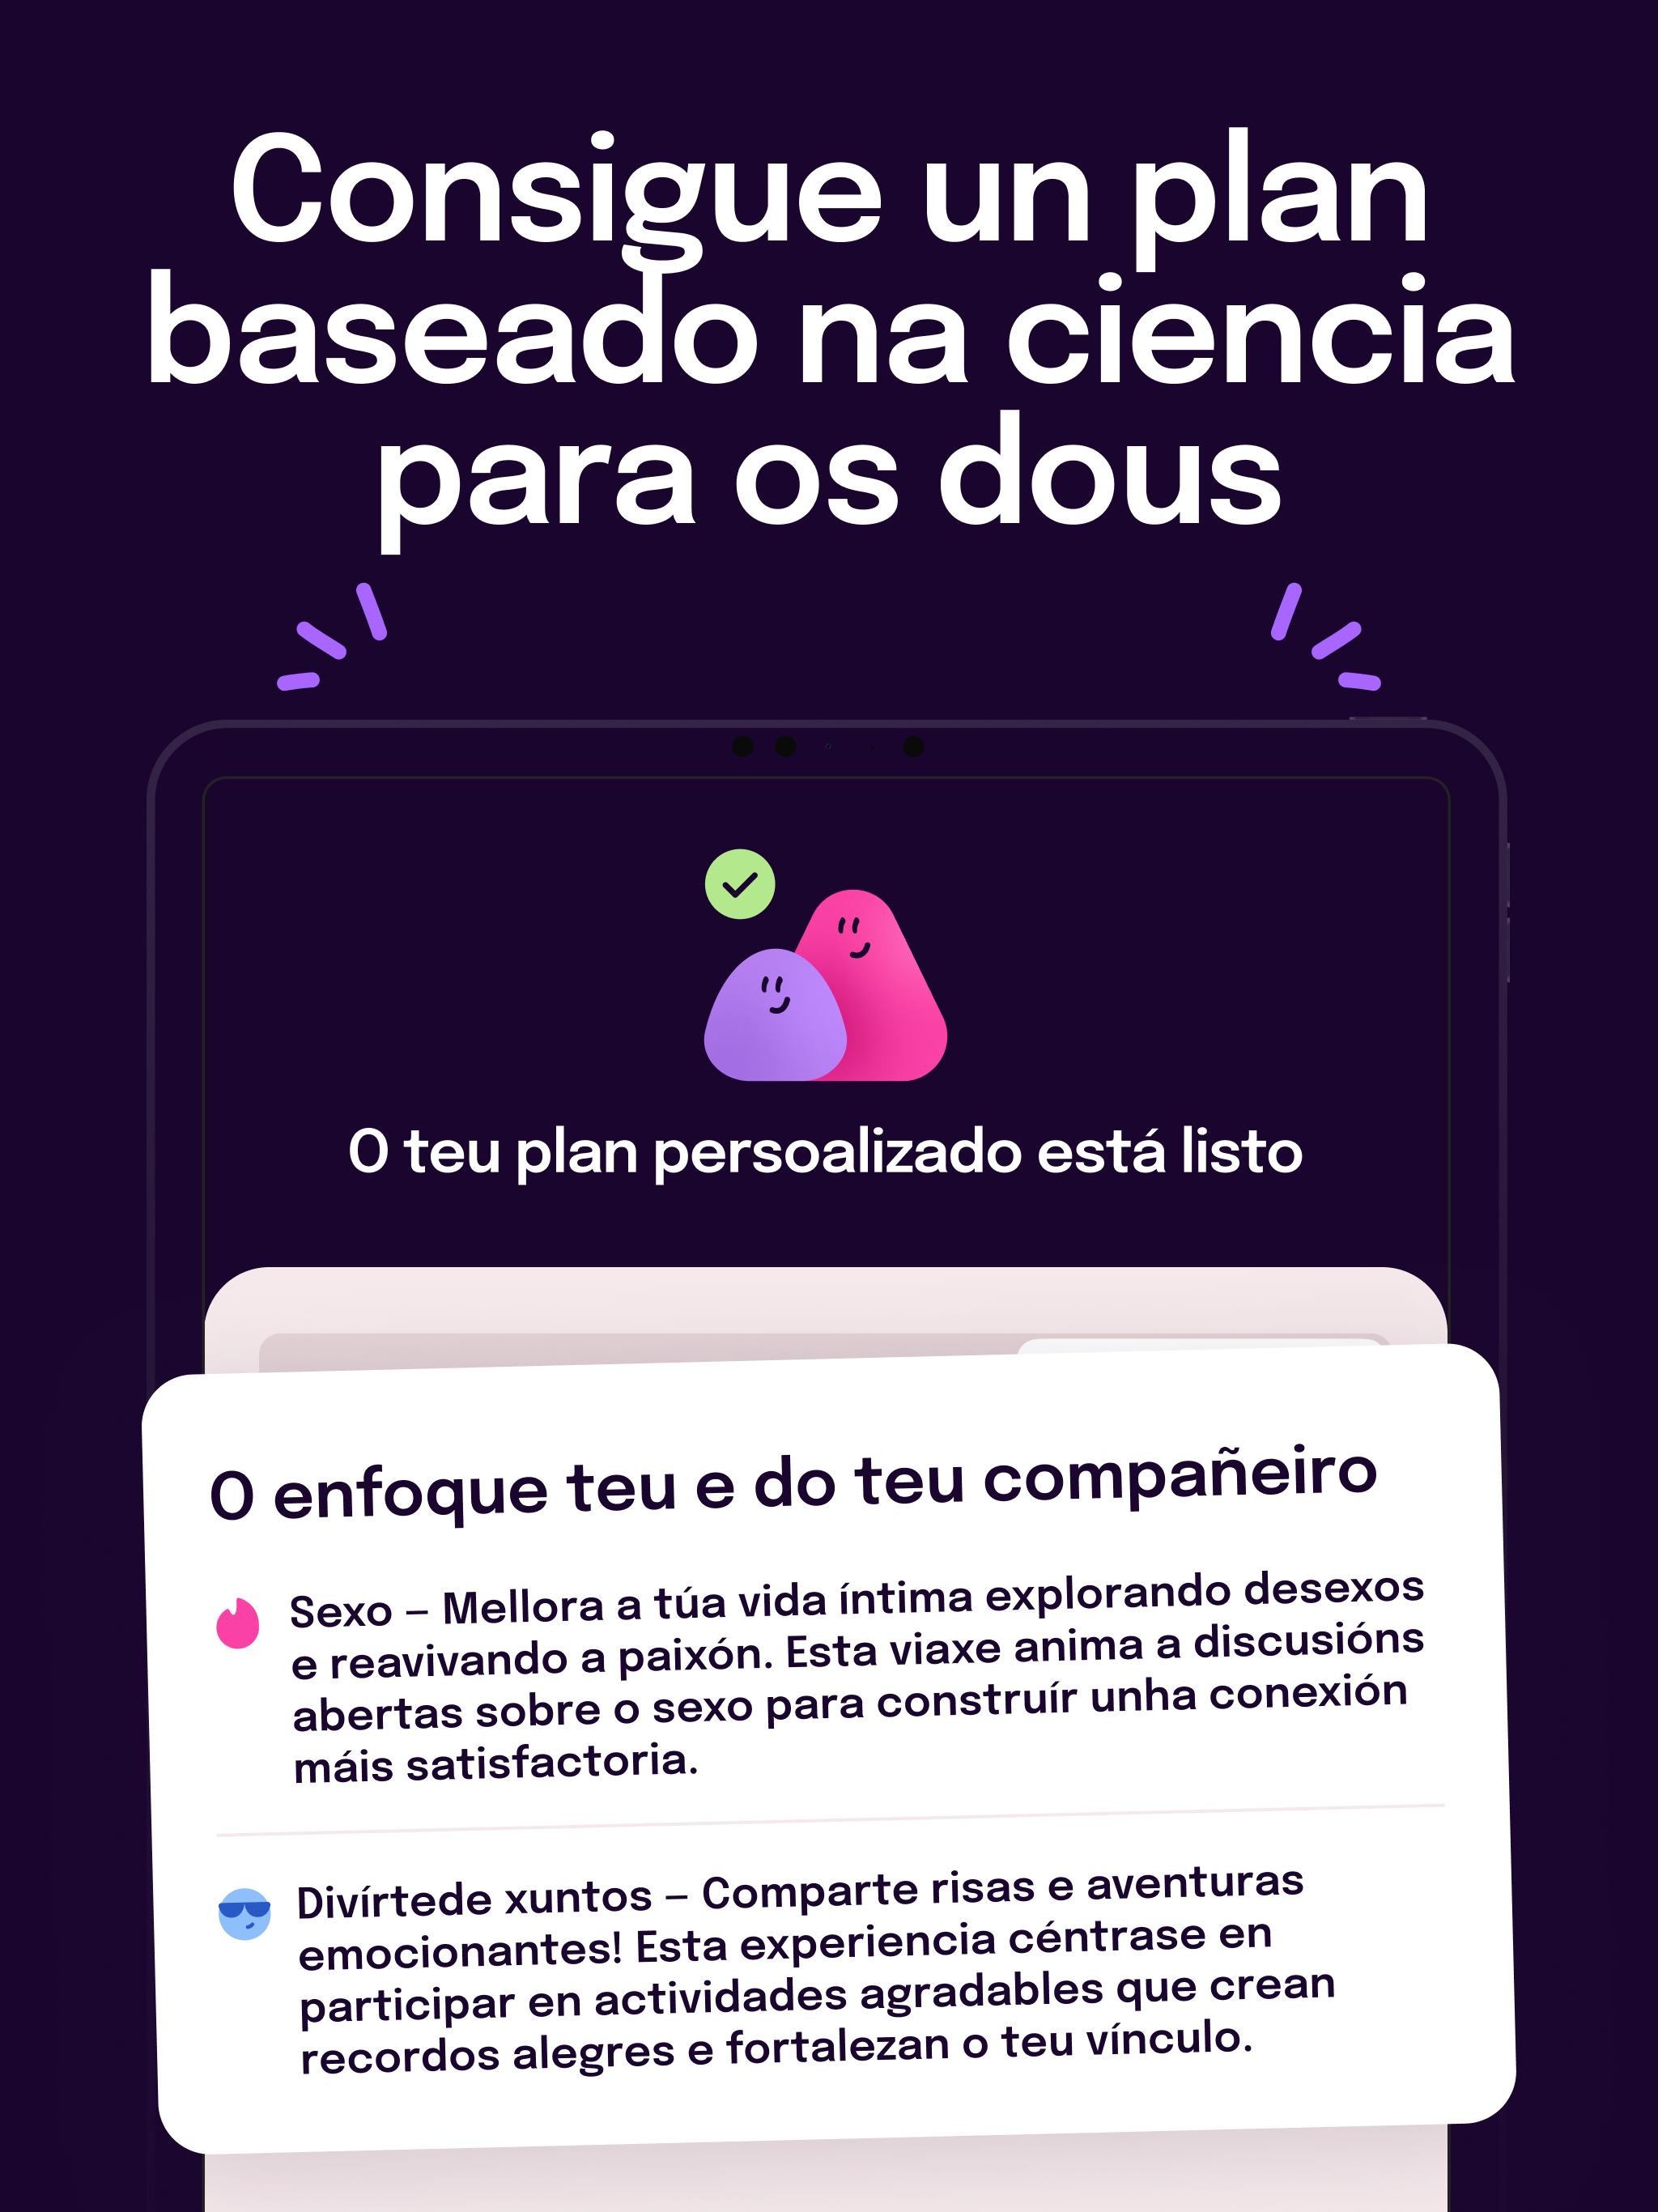 Consigue un plan
baseado na ciencia
para os dous
O teu plan persoalizado está listo
O enfoque teu e do teu compañeiro
Sexo – Mellora a túa vida íntima explorando desexos
e reavivando a paixón. Esta viaxe anima a discusións
abertas sobre o sexo para construír unha conexión
máis satisfactoria.
Divírtede xuntos – Comparte risas e aventuras
emocionantes! Esta experiencia céntrase en
participar en actividades agradables que crean
recordos alegres e fortalezan o teu vínculo.